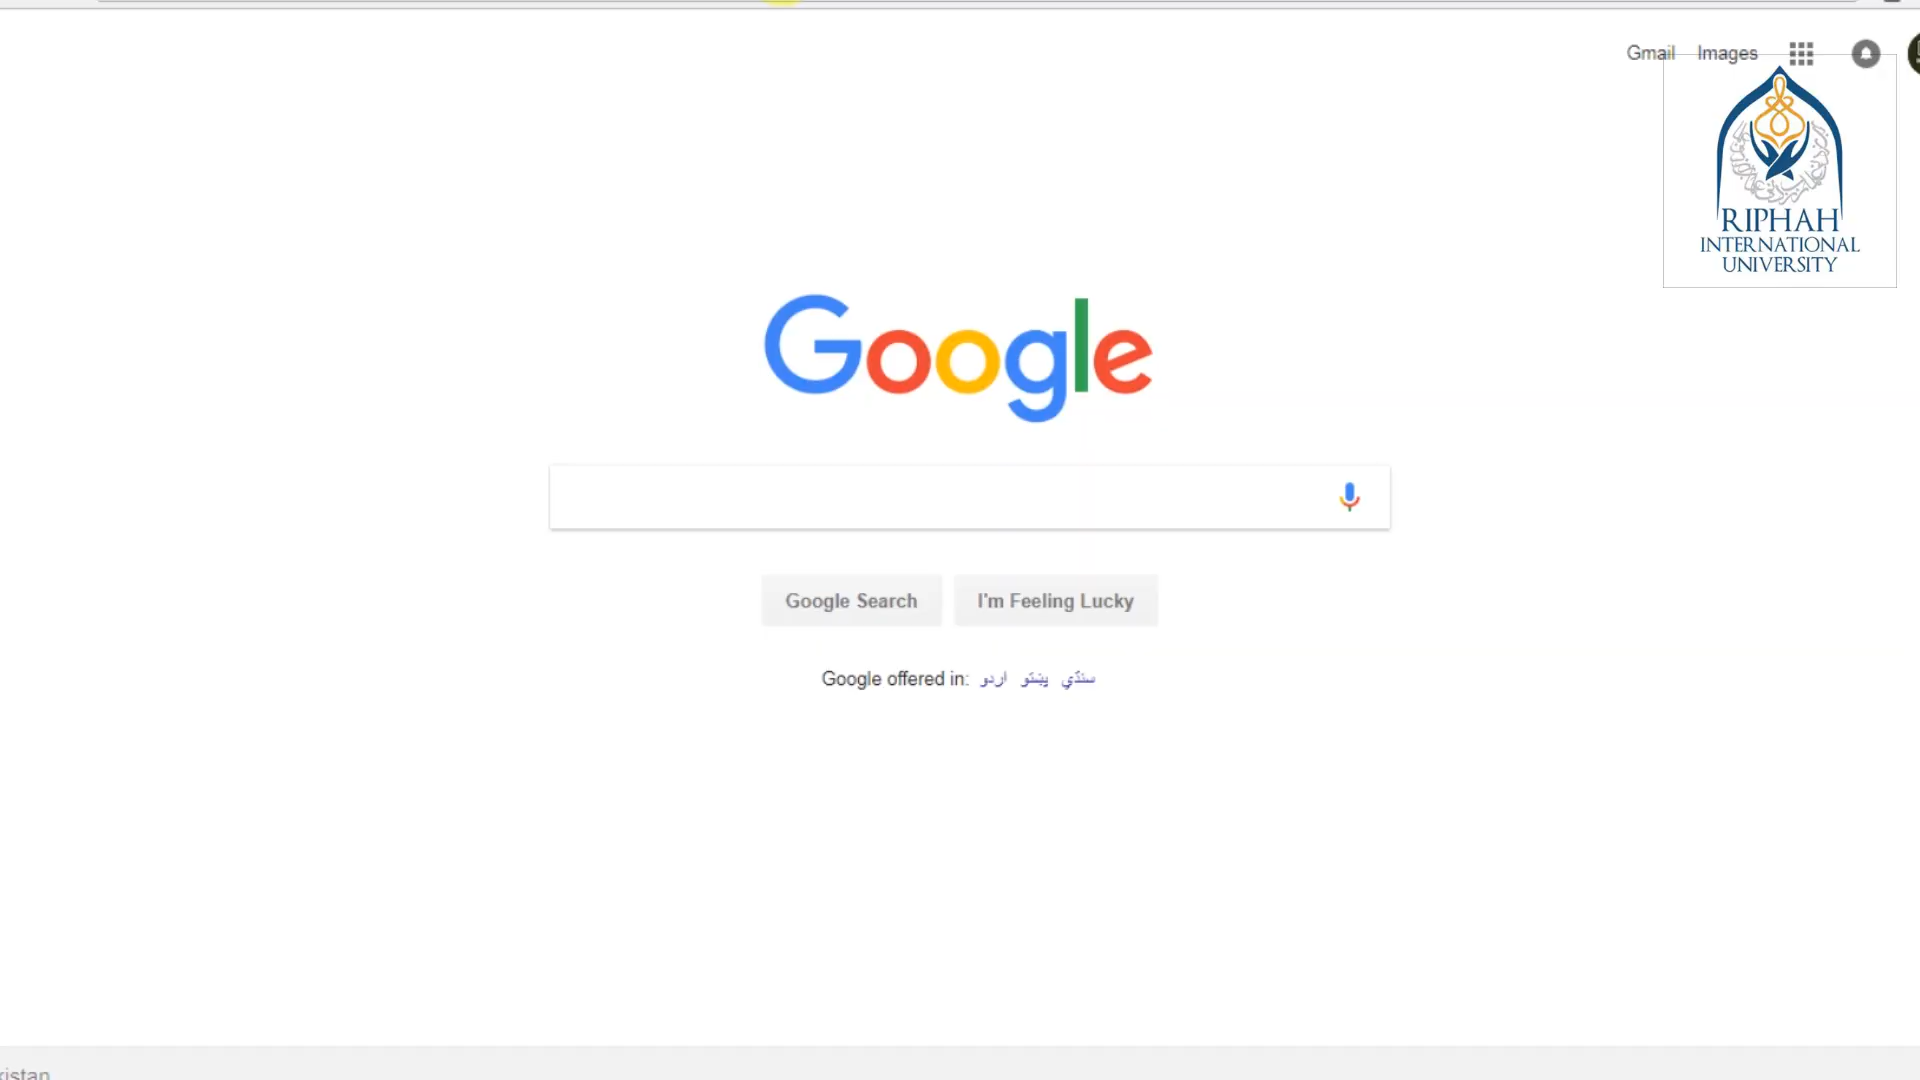 Gmail Images
RIPHAH
INTERNATIONAL
UNIVERSITY
Google
Google Search I'm Feeling Lucky
Google offered in: اردو پښتو سنڌي